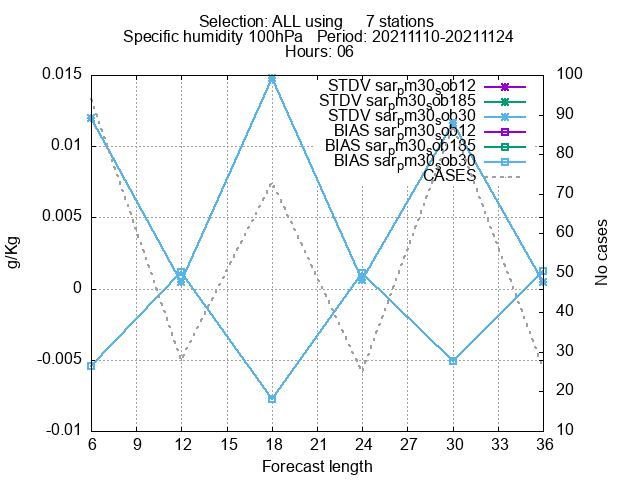 Selection: ALL using 7 stations
Specific humidity 100hPa Period: 20211110-20211124
Hours: 06
STDV sar_pm30_sob12
STDV sar_pm30_sob185
STDV sar_pm30_sob30
BIAS sar_pm30_sob12
BIAS sar_pm30_sob185
BIAS sar_pm30_sob30
CASES
0.015
0.01
0.005
0
-0.005
-0.01
g/Kg
100
90
80
70
60
50
40
30
20
10
No cases
6 9 12 15 18 21 24 27 30 33 36
Forecast length